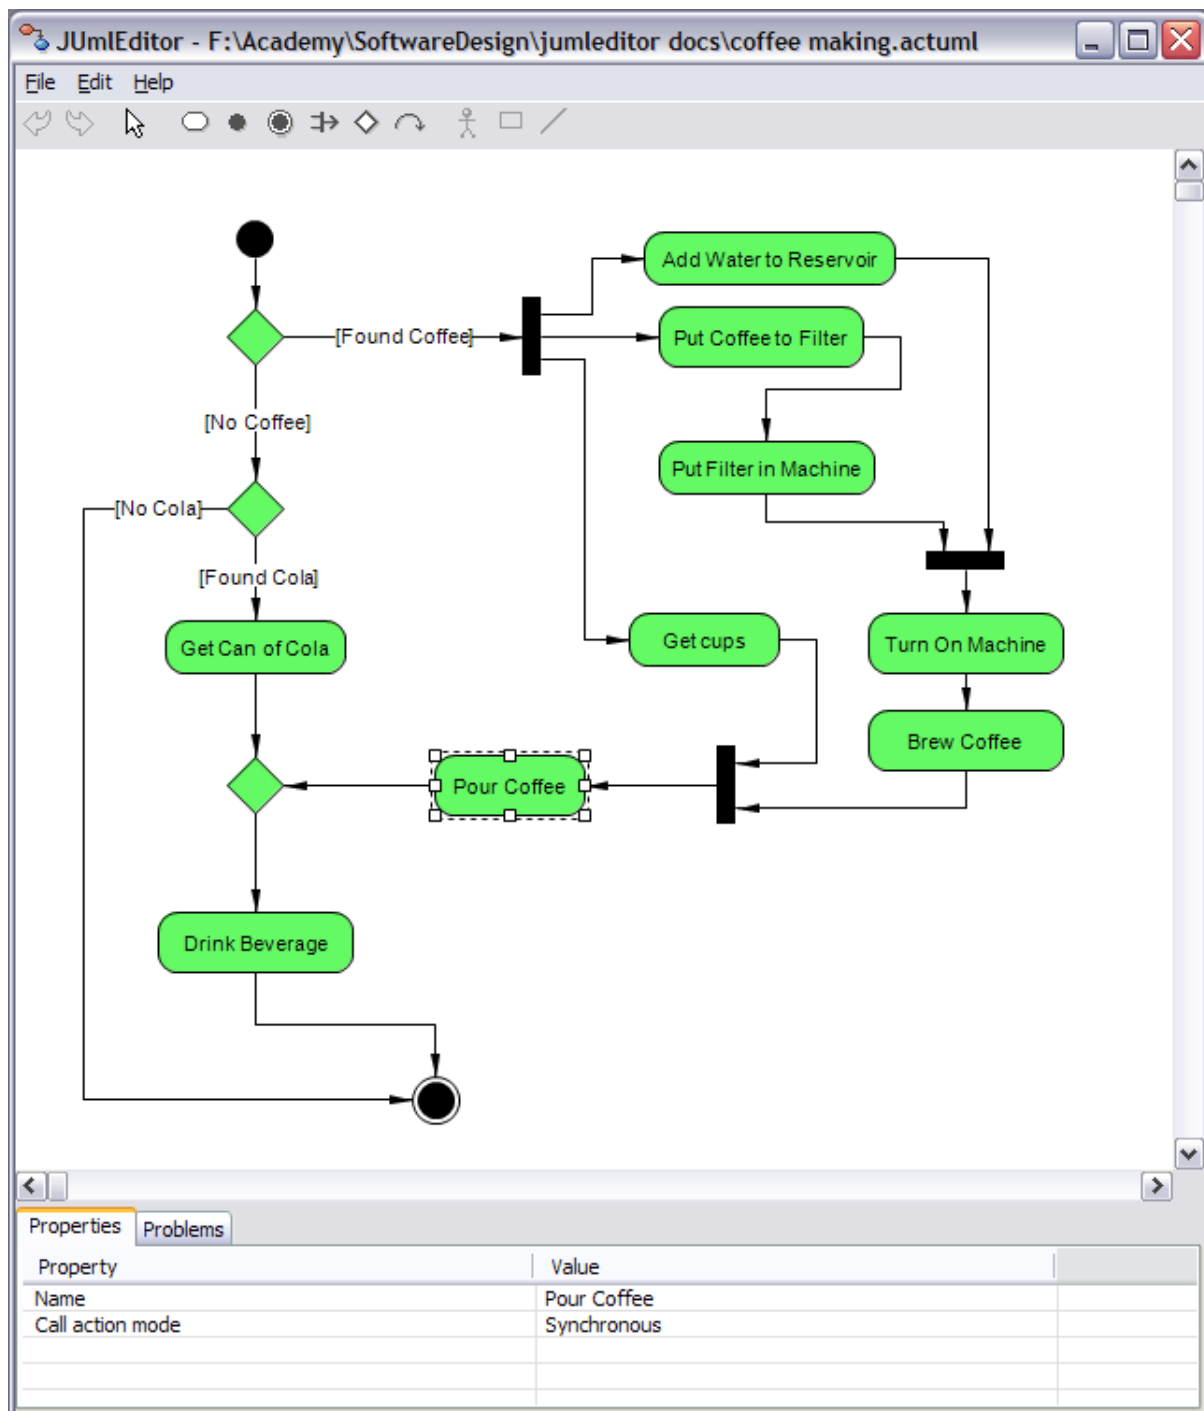 JUmlEditor - F:\Academy\SoftwareDesign\jumleditor docs\coffee making.actuml
File Edit Help
Add Water to Reservoir
[Found Coffee]
Put Coffee to Filter
[No Coffee]
Put Filter in Machine
[No Cola]
[Found Cola]
Get Can of Cola
Get cups
Turn On Machine
Brew Coffee
Pour Coffee
Drink Beverage
Properties Problems
Property Value
Name Pour Coffee
Call action mode Synchronous